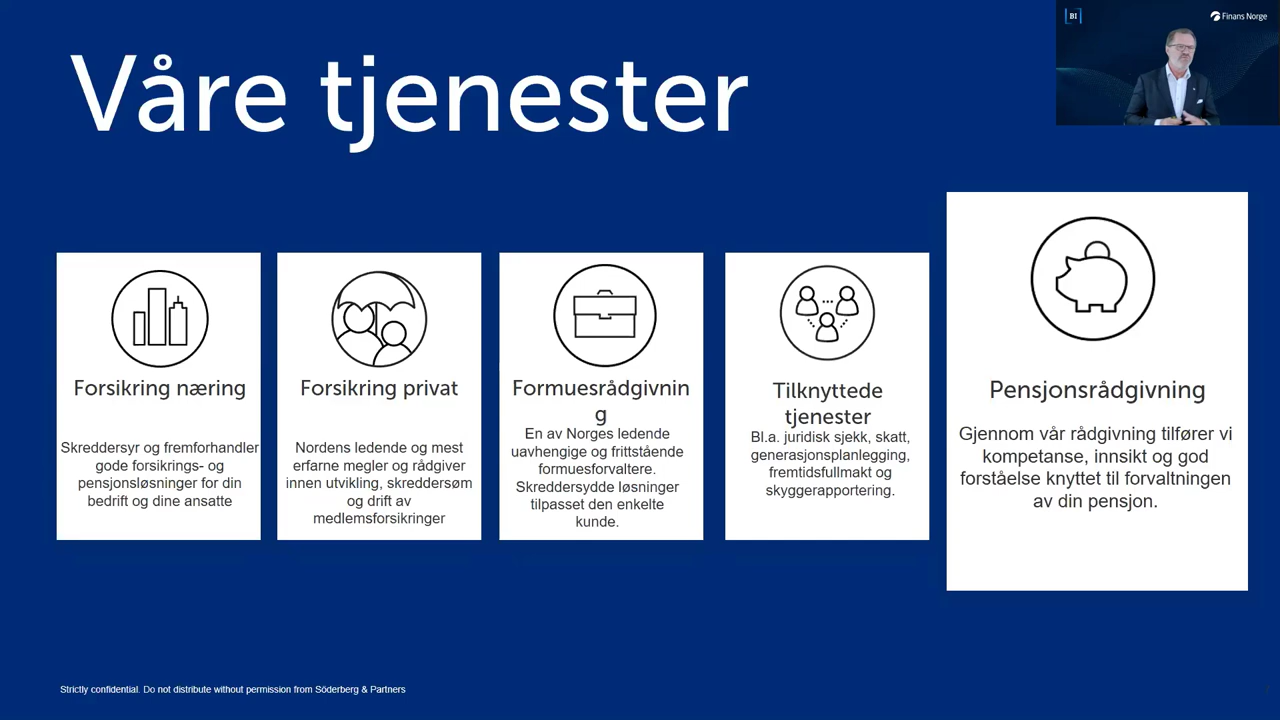 BI
Finans Norge
Våre tjenester
Forsikring næring
Skreddersyr og fremforhandler
gode forsikrings- og
pensjonsløsninger for din
bedrift og dine ansatte
Forsikring privat
Nordens ledende og mest
erfarne megler og rådgiver
innen utvikling, skreddersøm
og drift av
medlemsforsikringer
Formuesrådgivnin
g
En av Norges ledende
uavhengige og frittstående
formuesforvaltere.
Skreddersydde løsninger
tilpasset den enkelte
kunde.
Tilknyttede
tjenester
Bl.a. juridisk sjekk, skatt,
generasjonsplanlegging,
fremtidsfullmakt og
skyggerapportering.
Pensjonsrådgivning
Gjennom vår rådgivning tilfører vi
kompetanse, innsikt og god
forståelse knyttet til forvaltningen
av din pensjon.
Strictly confidential. Do not distribute without permission from Söderberg & Partners